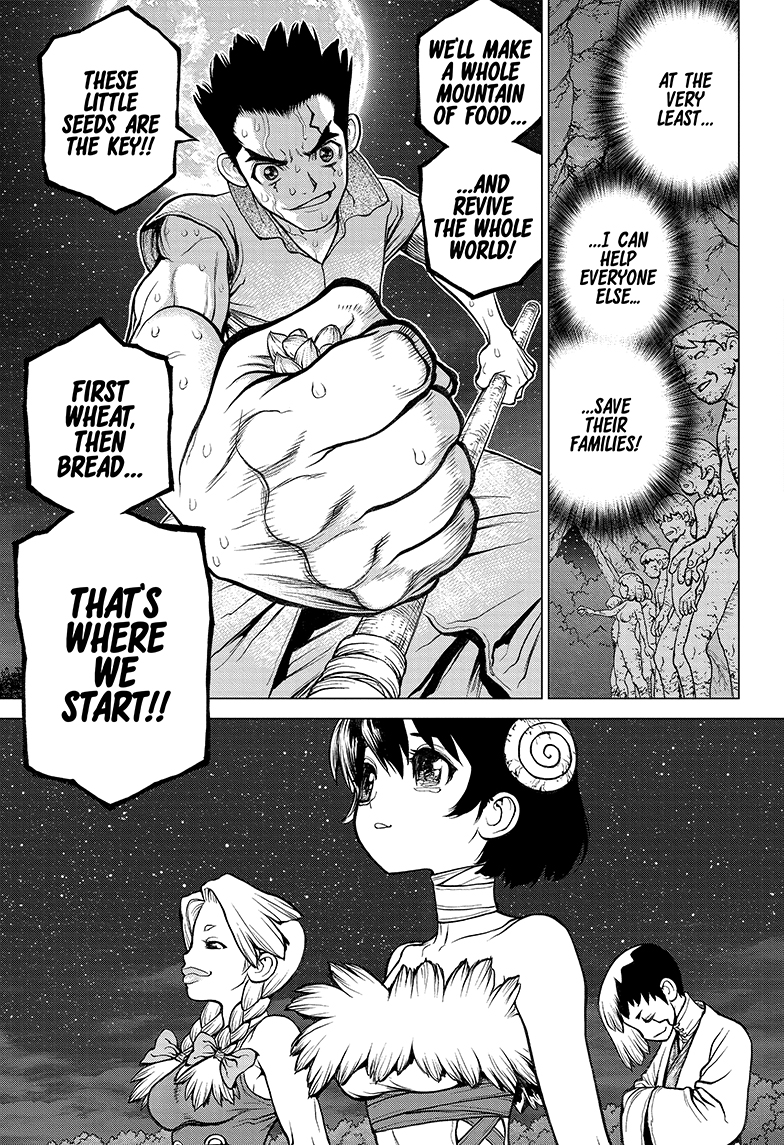 AT THE
VERY
LEAST...
...I CAN
HELP
EVERYONE
ELSE...
...SAVE
THEIR
FAMILIES!
WE'LL MAKE
A WHOLE
MOUNTAIN
OF FOOD...
...AND
REVIVE
THE WHOLE
WORLD!
THESE
LITTLE
SEEDS ARE
THE KEY!!
FIRST
WHEAT,
THEN
BREAD...
THAT'S
WHERE
WE
START!!